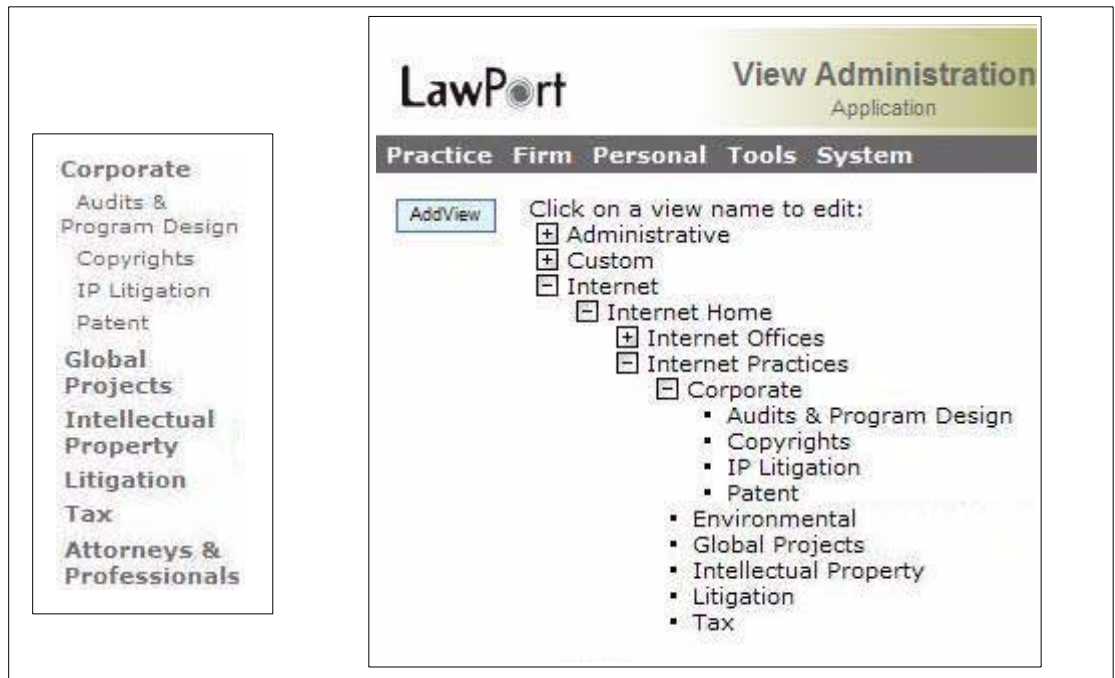 Corporate
Audits &
Program Design
Copyrights
IP Litigation
Patent
Global
Projects
Intellectual
Property
Litigation
Tax
Attorneys &
Professionals
LawPort
View Administration
Application
Practice Firm Personal Tools System
AddView
Click on a view name to edit:
Administrative
Custom
Internet
Internet Home
Internet Offices
Internet Practices
Corporate
Audits & Program Design
Copyrights
IP Litigation
Patent
Environmental
Global Projects
Intellectual Property
Litigation
Tax